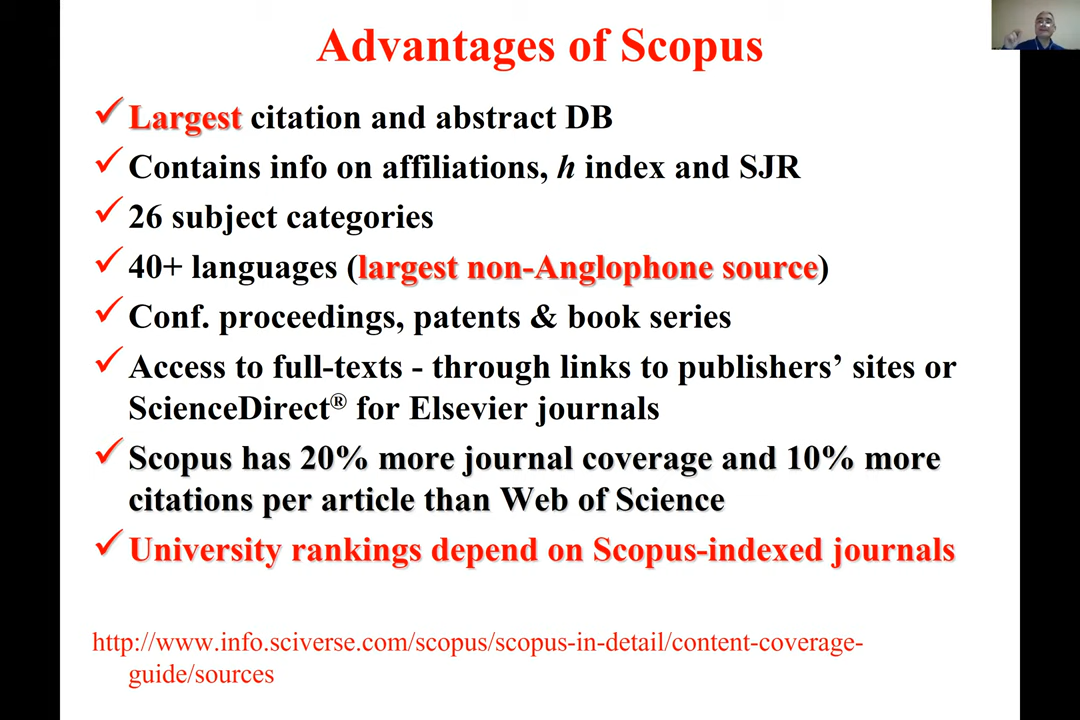 Advantages of Scopus
Largest citation and abstract DB
Contains info on affiliations, h index and SJR
26 subject categories
40+ languages (largest non-Anglophone source)
Conf. proceedings, patents & book series
Access to full-texts - through links to publishers’ sites or
ScienceDirect® for Elsevier journals
Scopus has 20% more journal coverage and 10% more
citations per article than Web of Science
University rankings depend on Scopus-indexed journals
http://www.info.sciverse.com/scopus/scopus-in-detail/content-coverage-
guide/sources